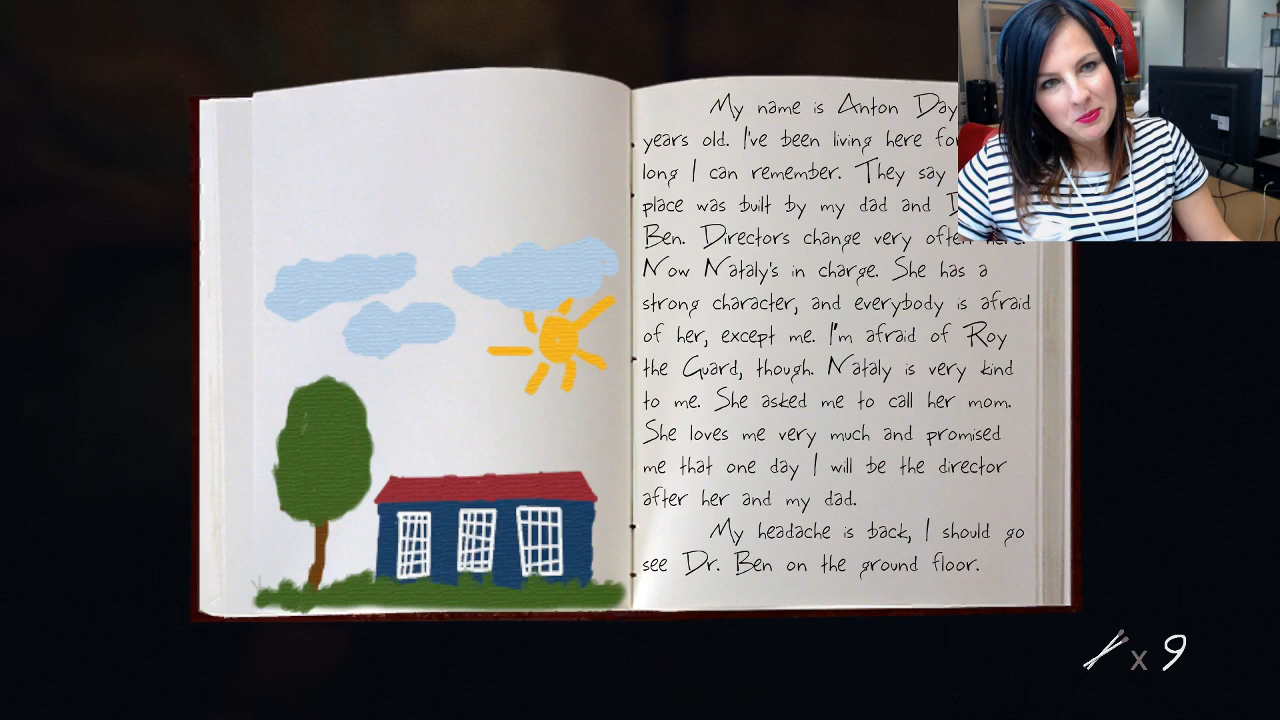 My name is Anton Day
years old. I've been living here for
long I can remember. They say
place was built by my dad and
Ben. Directors change very often here.
Now Nataly's in charge. She has a
strong character, and everybody is afraid
of her, except me. I'm afraid of Roy
the Guard, though. Nataly is very kind
to me. She asked me to call her mom.
She loves me very much and promised
me that one day I will be the director
after her and my dad.
My headache is back, I should go
see Dr. Ben on the ground floor.
x 9